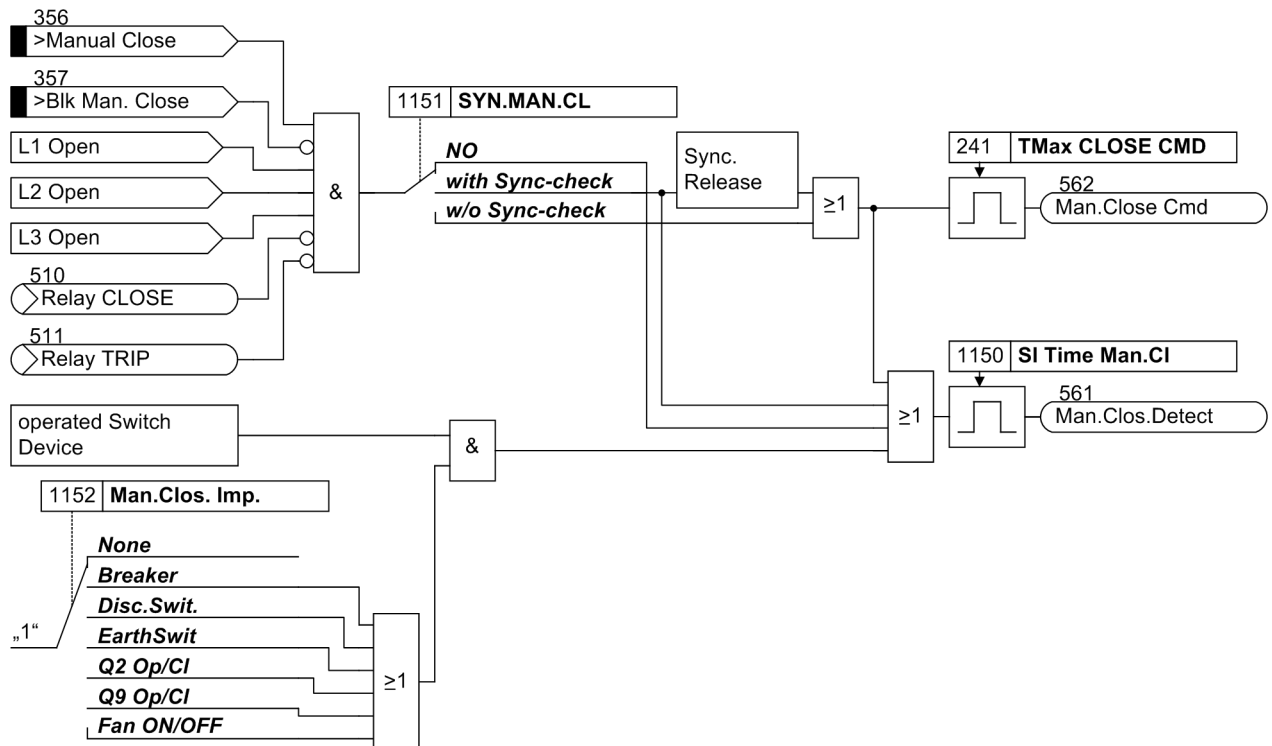 356
>Manual Close
357
>Blk Man. Close
L1 Open
L2 Open
L3 Open
510
Relay CLOSE
511
Relay TRIP
&
1151 SYN.MAN.CL
NO
with Sync-check
w/o Sync-check
Sync.
Release
≥1
241 TMax CLOSE CMD
562
Man.Close Cmd
1150 SI Time Man.Cl
561
Man.Clos.Detect
≥1
operated Switch
Device
&
1152 Man.Clos. Imp.
None
Breaker
Disc.Swit.
EarthSwit
Q2 Op/Cl
Q9 Op/Cl
Fan ON/OFF
„1“
≥1